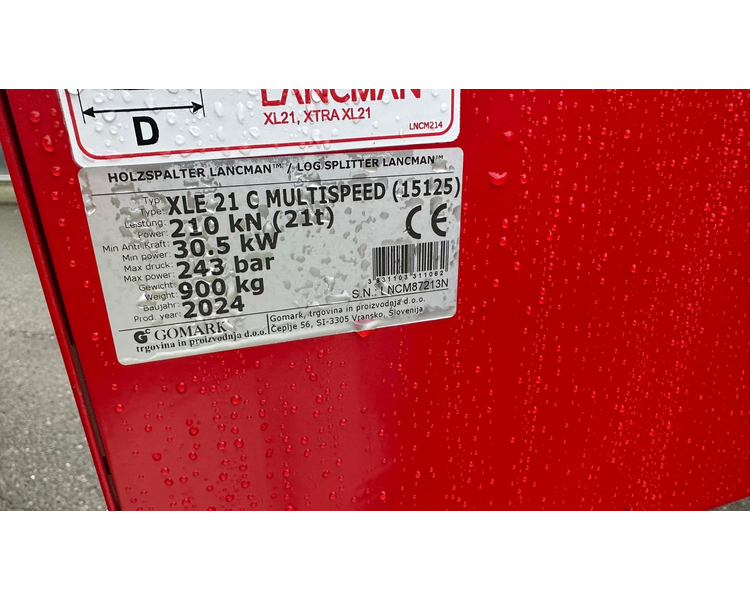 LANCMAN
D
XL21, XTRA XL21
LNCM214
HOLZSPALTER LANCMAN™ / LOG SPLITTER LANCMAN™
Typ:
Type: XLE 21 C MULTISPEED (15125)
Leistung:
Power: 210 kN (21t)
Min Antr.Kraft:
Min power: 30.5 kW
Max druck:
Max power: 243 bar
Gewicht:
Weight: 900 kg
Baujahr:
Prod. year: 2024
CE
3831103311062
S.N.: LNCM87213N
GC GOMARK
trgovina in proizvodnja d.o.o.
Gomark, trgovina in proizvodnja d.o.o.
Čeplje 56, SI-3305 Vransko, Slovenija